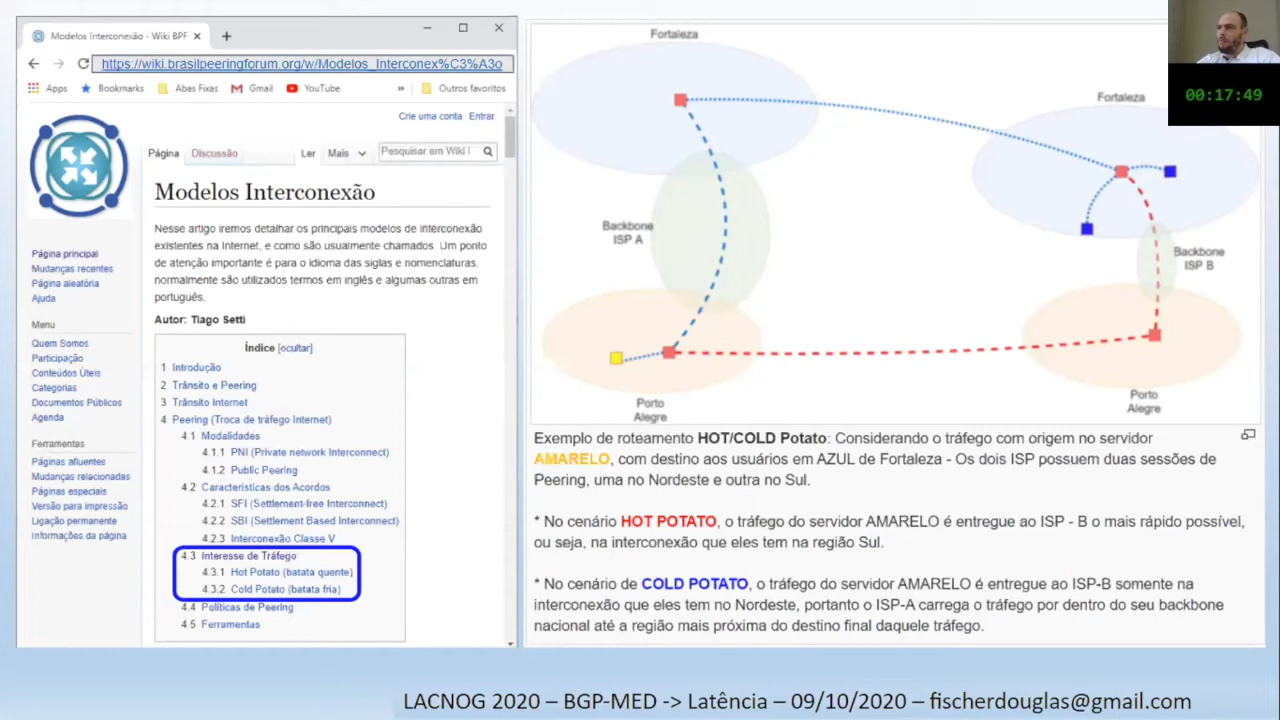 Modelos Interconexão - Wiki BPF
https://wiki.brasilpeeringforum.org/w/Modelos_Interconex%C3%A3o
Apps
Bookmarks
Abas Fixas
Gmail
YouTube
»
Outros favoritos
Crie uma conta Entrar
Página
Discussão
Ler
Mais
Pesquisar em Wiki
Modelos Interconexão
Nesse artigo iremos detalhar os principais modelos de interconexão
existentes na Internet, e como são usualmente chamados. Um ponto
de atenção importante é para o idioma das siglas e nomenclaturas,
normalmente são utilizados termos em inglês e algumas outras em
português.
Autor: Tiago Setti
Página principal
Mudanças recentes
Página aleatória
Ajuda
Menu
Quem Somos
Participação
Conteúdos Úteis
Categorias
Documentos Públicos
Agenda
Ferramentas
Páginas afluentes
Mudanças relacionadas
Páginas especiais
Versão para impressão
Ligação permanente
Informações da página
Índice [ocultar]
1 Introdução
2 Trânsito e Peering
3 Trânsito Internet
4 Peering (Troca de tráfego Internet)
4.1 Modalidades
4.1.1 PNI (Private network Interconnect)
4.1.2 Public Peering
4.2 Características dos Acordos
4.2.1 SFI (Settlement-free Interconnect)
4.2.2 SBI (Settlement Based Interconnect)
4.2.3 Interconexão Classe V
4.3 Interesse de Tráfego
4.3.1 Hot Potato (batata quente)
4.3.2 Cold Potato (batata fria)
4.4 Políticas de Peering
4.5 Ferramentas
Fortaleza
Fortaleza
Backbone
ISP A
Backbone
ISP B
Porto
Alegre
Porto
Alegre
00:17:49
Exemplo de roteamento HOT/COLD Potato: Considerando o tráfego com origem no servidor
AMARELO, com destino aos usuários em AZUL de Fortaleza - Os dois ISP possuem duas sessões de
Peering, uma no Nordeste e outra no Sul.
* No cenário HOT POTATO, o tráfego do servidor AMARELO é entregue ao ISP - B o mais rápido possível,
ou seja, na interconexão que eles tem na região Sul.
* No cenário de COLD POTATO, o tráfego do servidor AMARELO é entregue ao ISP-B somente na
interconexão que eles tem no Nordeste, portanto o ISP-A carrega o tráfego por dentro do seu backbone
nacional até a região mais próxima do destino final daquele tráfego.
LACNOG 2020 – BGP-MED -> Latência – 09/10/2020 – fischerdouglas@gmail.com